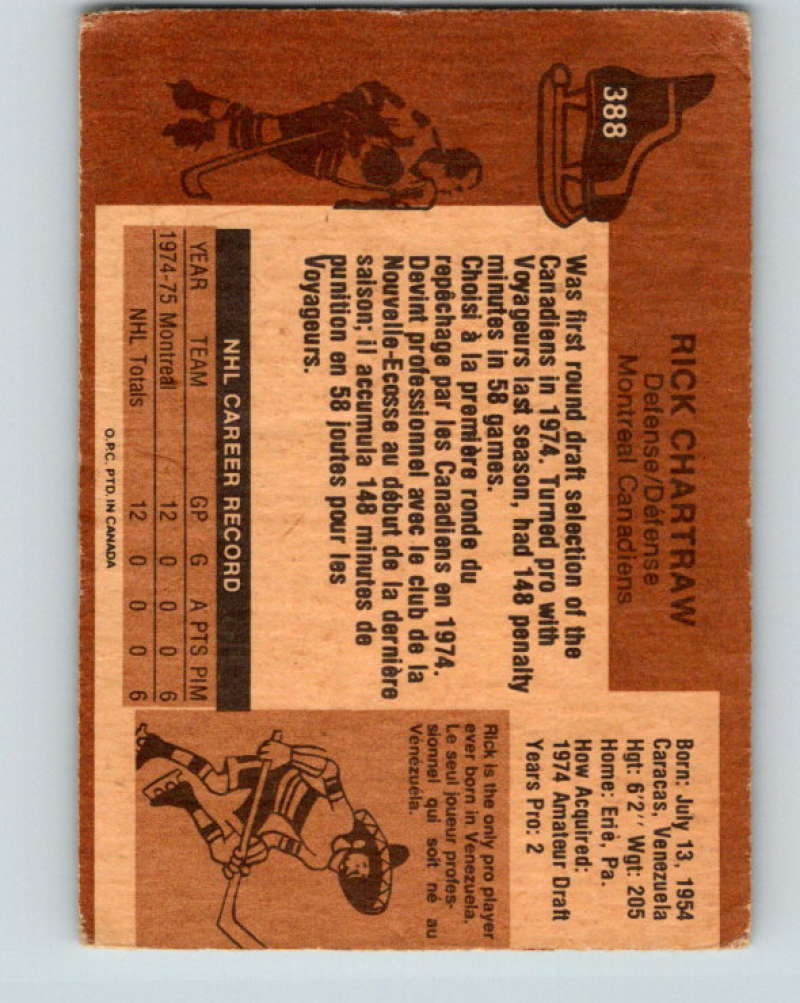 388
RICK CHARTRAW
Defense/Défense
Montreal Canadiens
Born: July 13, 1954
Caracas, Venezuela
Hgt: 6'2'' Wgt: 205
Home: Erie, Pa.
How Acquired:
1974 Amateur Draft
Years Pro: 2
Was first round draft selection of the
Canadiens in 1974. Turned pro with
Voyageurs last season, had 148 penalty
minutes in 58 games.
Choisi à la première ronde du
repêchage par les Canadiens en 1974.
Devint professionnel avec le club de la
Nouvelle-Ecosse au début de la dernière
saison; il accumula 148 minutes de
punition en 58 joutes pour les
Voyageurs.
Rick is the only pro player
ever born in Venezuela.
Le seul joueur profes-
sionnel qui soit né au
Venézuéla.
NHL CAREER RECORD
YEAR TEAM GP G A PTS PIM
1974-75 Montreal 12 0 0 0 6
NHL Totals 12 0 0 0 6
O.P.C. PTD. IN CANADA